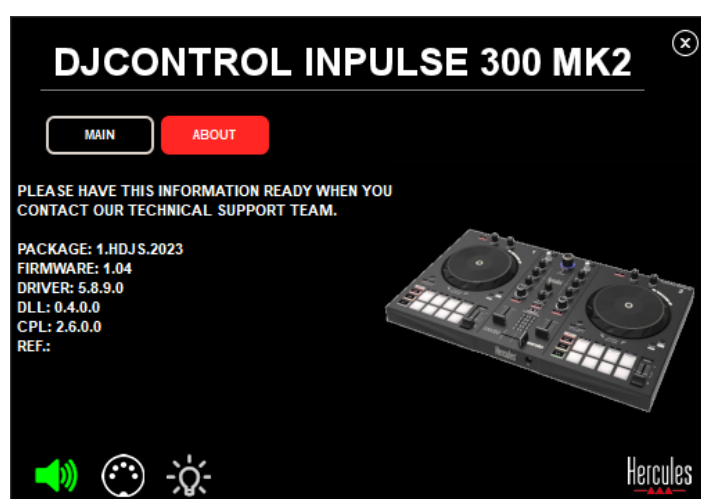 DJCONTROL INPULSE 300 MK2
MAIN
ABOUT
PLEASE HAVE THIS INFORMATION READY WHEN YOU
CONTACT OUR TECHNICAL SUPPORT TEAM.
PACKAGE: 1.HDJS.2023
FIRMWARE: 1.04
DRIVER: 5.8.9.0
DLL: 0.4.0.0
CPL: 2.6.0.0
REF.:
Hercules
Hercules